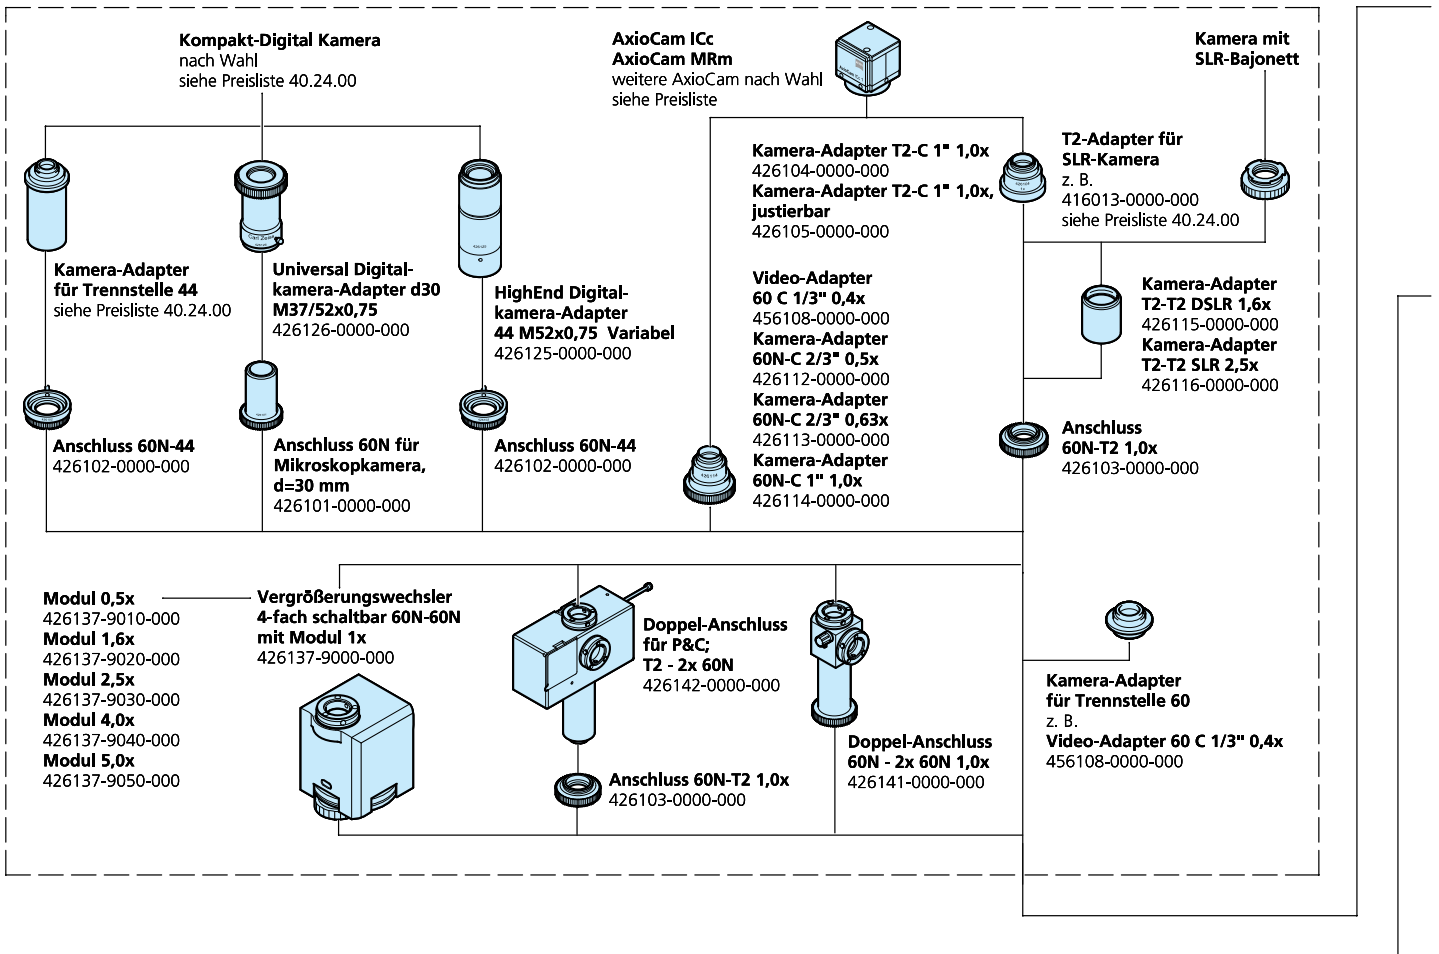 Kompakt-Digital Kamera
nach Wahl
siehe Preisliste 40.24.00
AxioCam ICc
AxioCam MRm
weitere AxioCam nach Wahl
siehe Preisliste
Kamera mit
SLR-Bajonett
Kamera-Adapter T2-C 1" 1,0x
426104-0000-000
Kamera-Adapter T2-C 1" 1,0x,
justierbar
426105-0000-000
T2-Adapter für
SLR-Kamera
z. B.
416013-0000-000
siehe Preisliste 40.24.00
Kamera-Adapter
für Trennstelle 44
siehe Preisliste 40.24.00
Universal Digital-
kamera-Adapter d30
M37/52x0,75
426126-0000-000
HighEnd Digital-
kamera-Adapter
44 M52x0,75 Variabel
426125-0000-000
Video-Adapter
60 C 1/3" 0,4x
456108-0000-000
Kamera-Adapter
60N-C 2/3" 0,5x
426112-0000-000
Kamera-Adapter
60N-C 2/3" 0,63x
426113-0000-000
Kamera-Adapter
60N-C 1" 1,0x
426114-0000-000
Kamera-Adapter
T2-T2 DSLR 1,6x
426115-0000-000
Kamera-Adapter
T2-T2 SLR 2,5x
426116-0000-000
Anschluss 60N-44
426102-0000-000
Anschluss 60N für
Mikroskopkamera,
d=30 mm
426101-0000-000
Anschluss 60N-44
426102-0000-000
Anschluss
60N-T2 1,0x
426103-0000-000
Modul 0,5x
426137-9010-000
Modul 1,6x
426137-9020-000
Modul 2,5x
426137-9030-000
Modul 4,0x
426137-9040-000
Modul 5,0x
426137-9050-000
Vergrößerungswechsler
4-fach schaltbar 60N-60N
mit Modul 1x
426137-9000-000
Doppel-Anschluss
für P&C;
T2 - 2x 60N
426142-0000-000
Anschluss 60N-T2 1,0x
426103-0000-000
Doppel-Anschluss
60N - 2x 60N 1,0x
426141-0000-000
Kamera-Adapter
für Trennstelle 60
z. B.
Video-Adapter 60 C 1/3" 0,4x
456108-0000-000